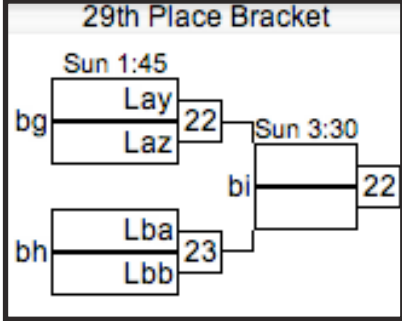 29th Place Bracket
Sun 1:45
bg
Lay
22
Laz
Sun 3:30
bi
22
bh
Lba
23
Lbb